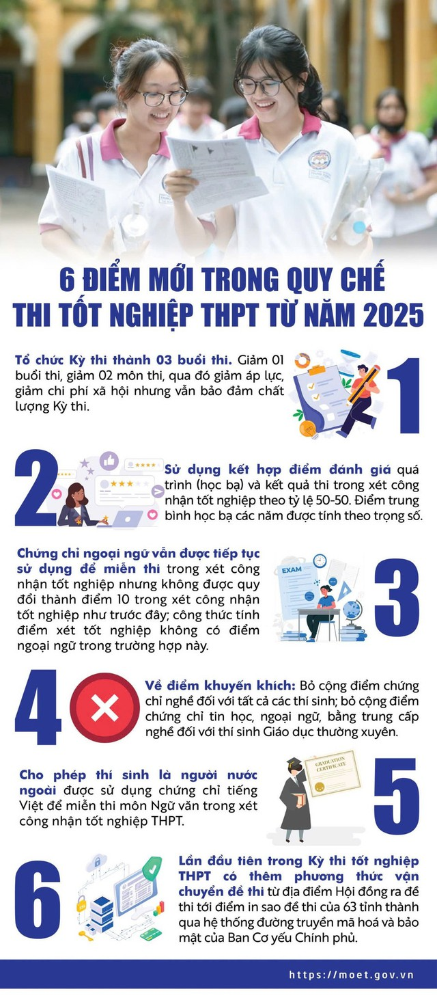 6 ĐIỂM MỚI TRONG QUY CHẾ
THI TỐT NGHIỆP THPT TỪ NĂM 2025
Tổ chức Kỳ thi thành 03 buổi thi. Giảm 01
buổi thi, giảm 02 môn thi, qua đó giảm áp lực,
giảm chi phí xã hội nhưng vẫn bảo đảm chất
lượng Kỳ thi.
1
2
Sử dụng kết hợp điểm đánh giá quá
trình (học bạ) và kết quả thi trong xét công
nhận tốt nghiệp theo tỷ lệ 50-50. Điểm trung
bình học bạ các năm được tính theo trọng số.
Chứng chỉ ngoại ngữ vẫn được tiếp tục
sử dụng để miễn thi trong xét công
nhận tốt nghiệp nhưng không được quy
đổi thành điểm 10 trong xét công nhận
tốt nghiệp như trước đây; công thức tính
điểm xét tốt nghiệp không có điểm
ngoại ngữ trong trường hợp này.
EXAM
3
4
Về điểm khuyến khích: Bỏ cộng điểm chứng
chỉ nghề đối với tất cả các thí sinh; bỏ cộng điểm
chứng chỉ tin học, ngoại ngữ, bằng trung cấp
nghề đối với thí sinh Giáo dục thường xuyên.
Cho phép thí sinh là người nước
ngoài được sử dụng chứng chỉ tiếng
Việt để miễn thi môn Ngữ văn trong xét
công nhận tốt nghiệp THPT.
GRADUATION
CERTIFICATE
5
6
Lần đầu tiên trong Kỳ thi tốt nghiệp
THPT có thêm phương thức vận
chuyển đề thi từ địa điểm Hội đồng ra đề
thi tới điểm in sao đề thi của 63 tỉnh thành
qua hệ thống đường truyền mã hoá và bảo
mật của Ban Cơ yếu Chính phủ.
https://moet.gov.vn